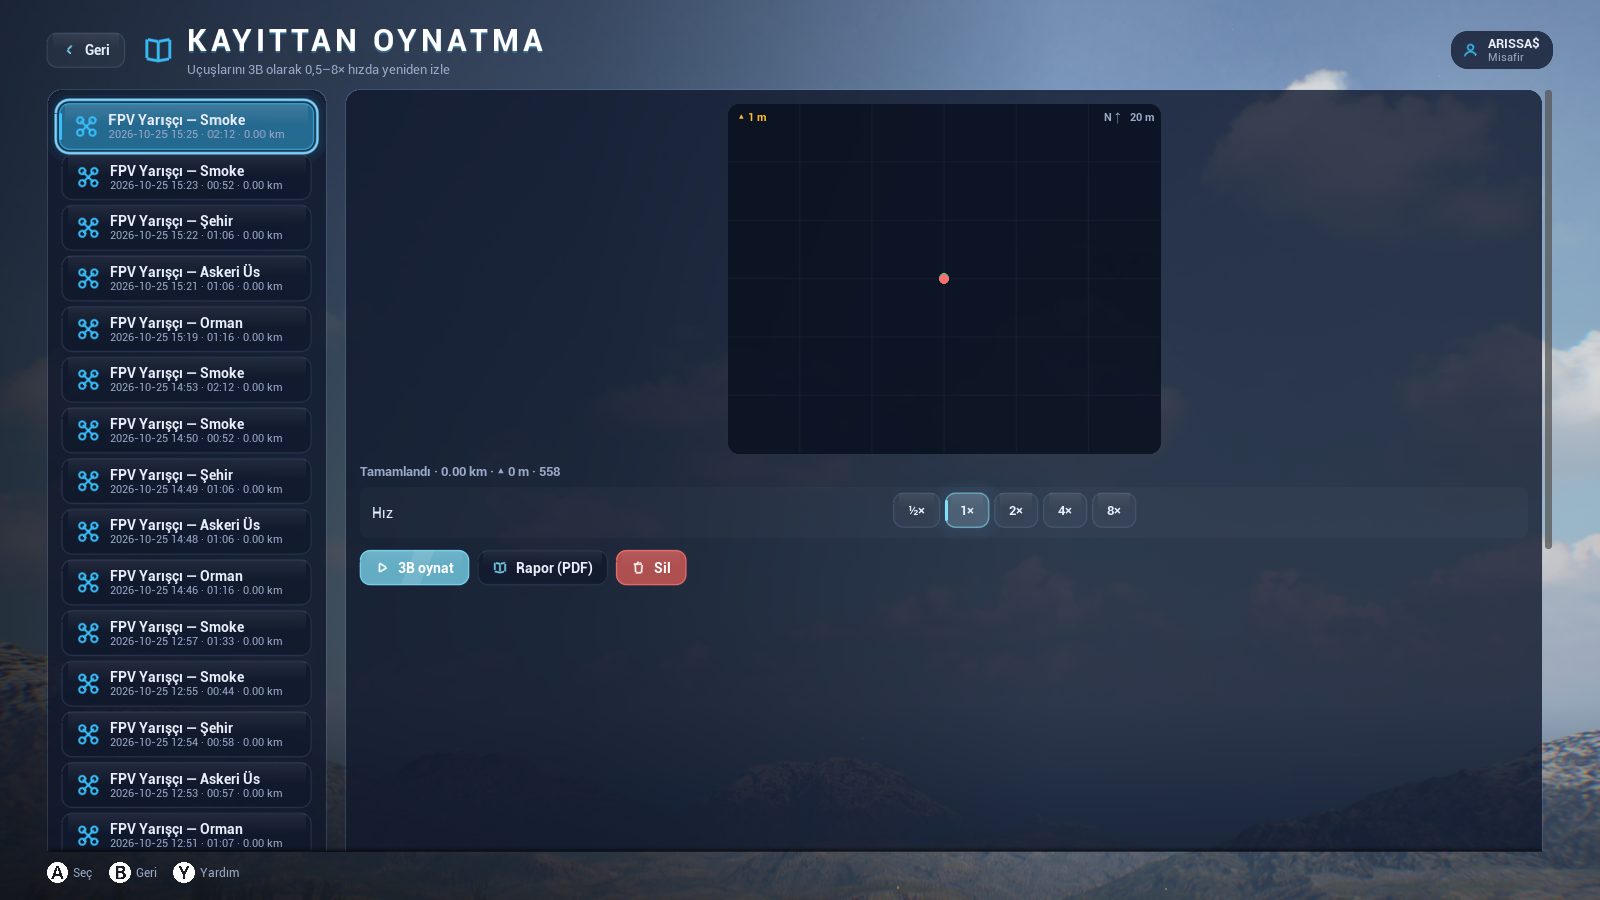 Geri
KAYITTAN OYNATMA
Uçuşlarını 3B olarak 0,5–8× hızda yeniden izle
ARISSA$
Misafir
FPV Yarışçı — Smoke
2026-10-25 15:25 · 02:12 · 0.00 km
FPV Yarışçı — Smoke
2026-10-25 15:23 · 00:52 · 0.00 km
FPV Yarışçı — Şehir
2026-10-25 15:22 · 01:06 · 0.00 km
FPV Yarışçı — Askeri Üs
2026-10-25 15:21 · 01:06 · 0.00 km
FPV Yarışçı — Orman
2026-10-25 15:19 · 01:16 · 0.00 km
FPV Yarışçı — Smoke
2026-10-25 14:53 · 02:12 · 0.00 km
FPV Yarışçı — Smoke
2026-10-25 14:50 · 00:52 · 0.00 km
FPV Yarışçı — Şehir
2026-10-25 14:49 · 01:06 · 0.00 km
FPV Yarışçı — Askeri Üs
2026-10-25 14:48 · 01:06 · 0.00 km
FPV Yarışçı — Orman
2026-10-25 14:46 · 01:16 · 0.00 km
FPV Yarışçı — Smoke
2026-10-25 12:57 · 01:33 · 0.00 km
FPV Yarışçı — Smoke
2026-10-25 12:55 · 00:44 · 0.00 km
FPV Yarışçı — Şehir
2026-10-25 12:54 · 00:58 · 0.00 km
FPV Yarışçı — Askeri Üs
2026-10-25 12:53 · 00:57 · 0.00 km
FPV Yarışçı — Orman
2026-10-25 12:51 · 01:07 · 0.00 km
▲ 1 m
N ↑ 20 m
Tamamlandı · 0.00 km · ▲ 0 m · 558
Hız
½× 1× 2× 4× 8×
3B oynat
Rapor (PDF)
Sil
A Seç B Geri Y Yardım